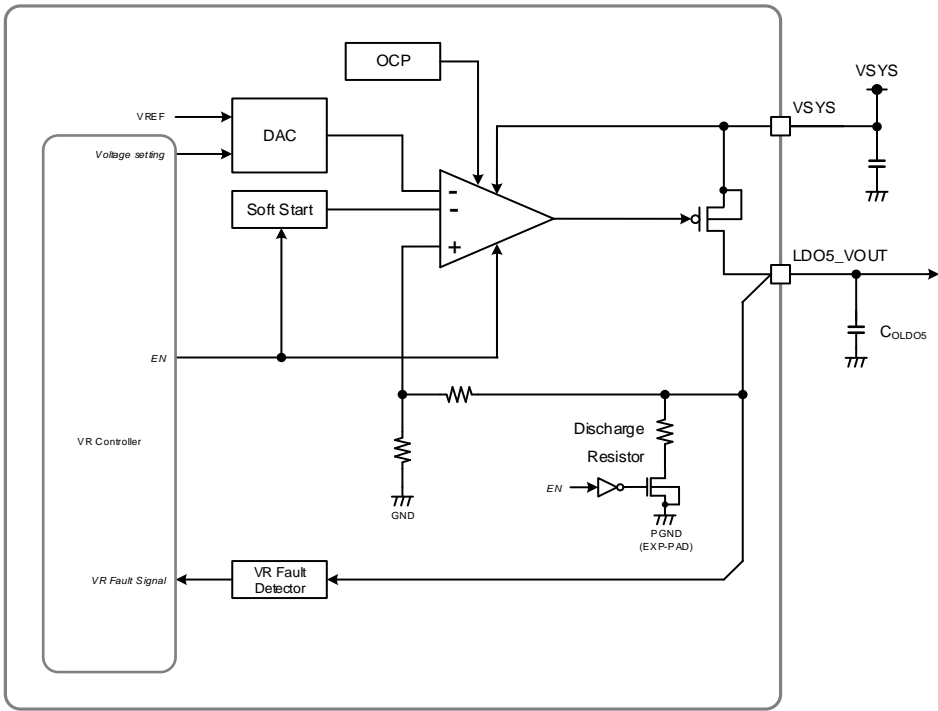 OCP
VSYS
VSYS
VREF
DAC
Voltage setting
Soft Start
-
-
+
LDO5_VOUT
COLDO5
EN
VR Controller
Discharge
Resistor
EN
GND
PGND
(EXP-PAD)
VR Fault Signal
VR Fault
Detector